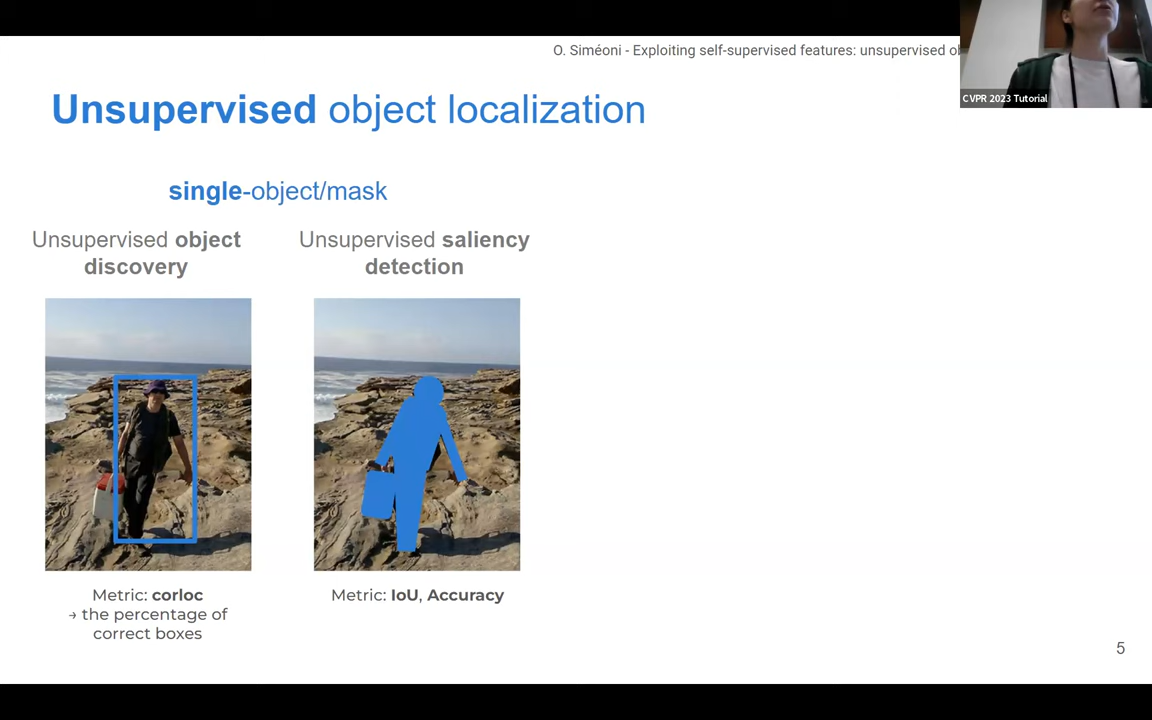 O. Siméoni - Exploiting self-supervised features: unsupervised
CVPR 2023 Tutorial
Unsupervised object localization
single-object/mask
Unsupervised object
discovery
Unsupervised saliency
detection
Metric: corloc
→ the percentage of
correct boxes
Metric: IoU, Accuracy
5